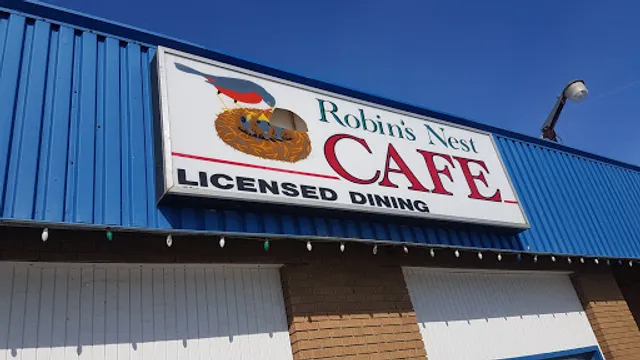 Robin's Nest
CAFE
LICENSED DINING